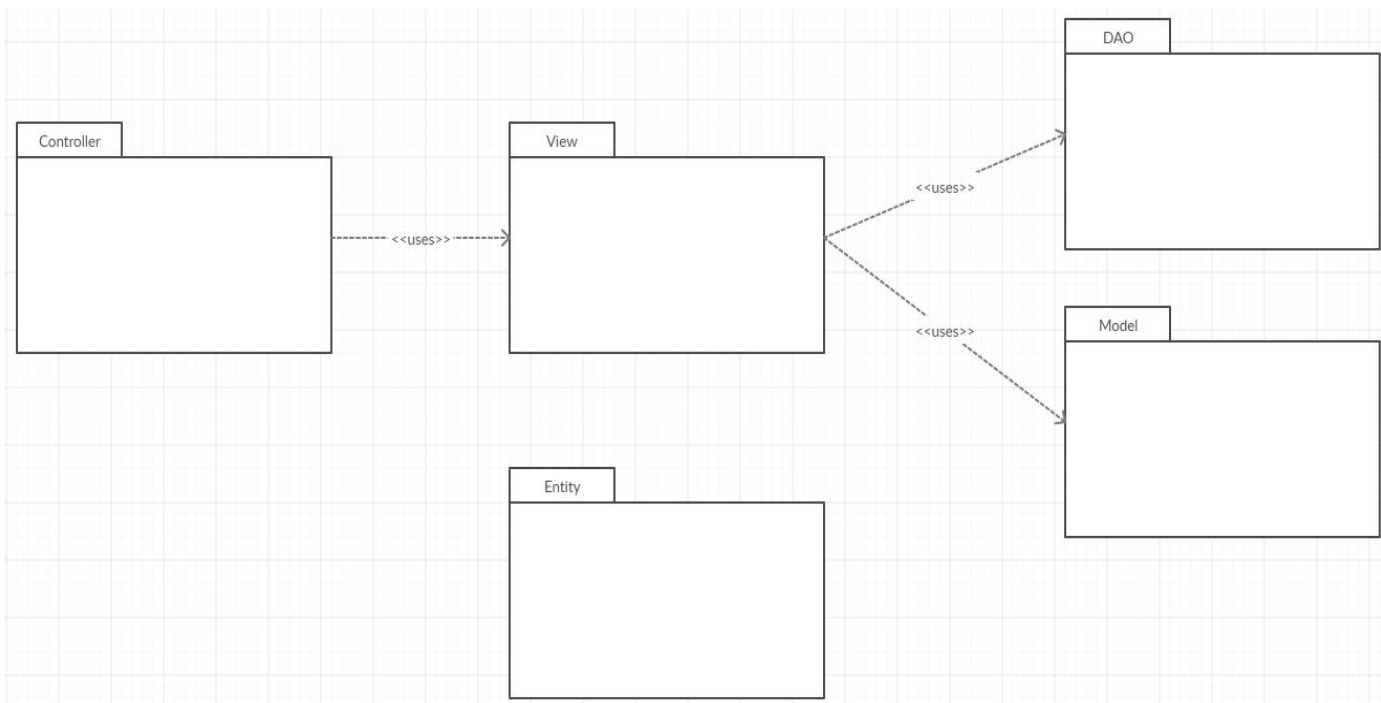 DAO
Controller
View
<<uses>>
<<uses>>
Model
<<uses>>
Entity